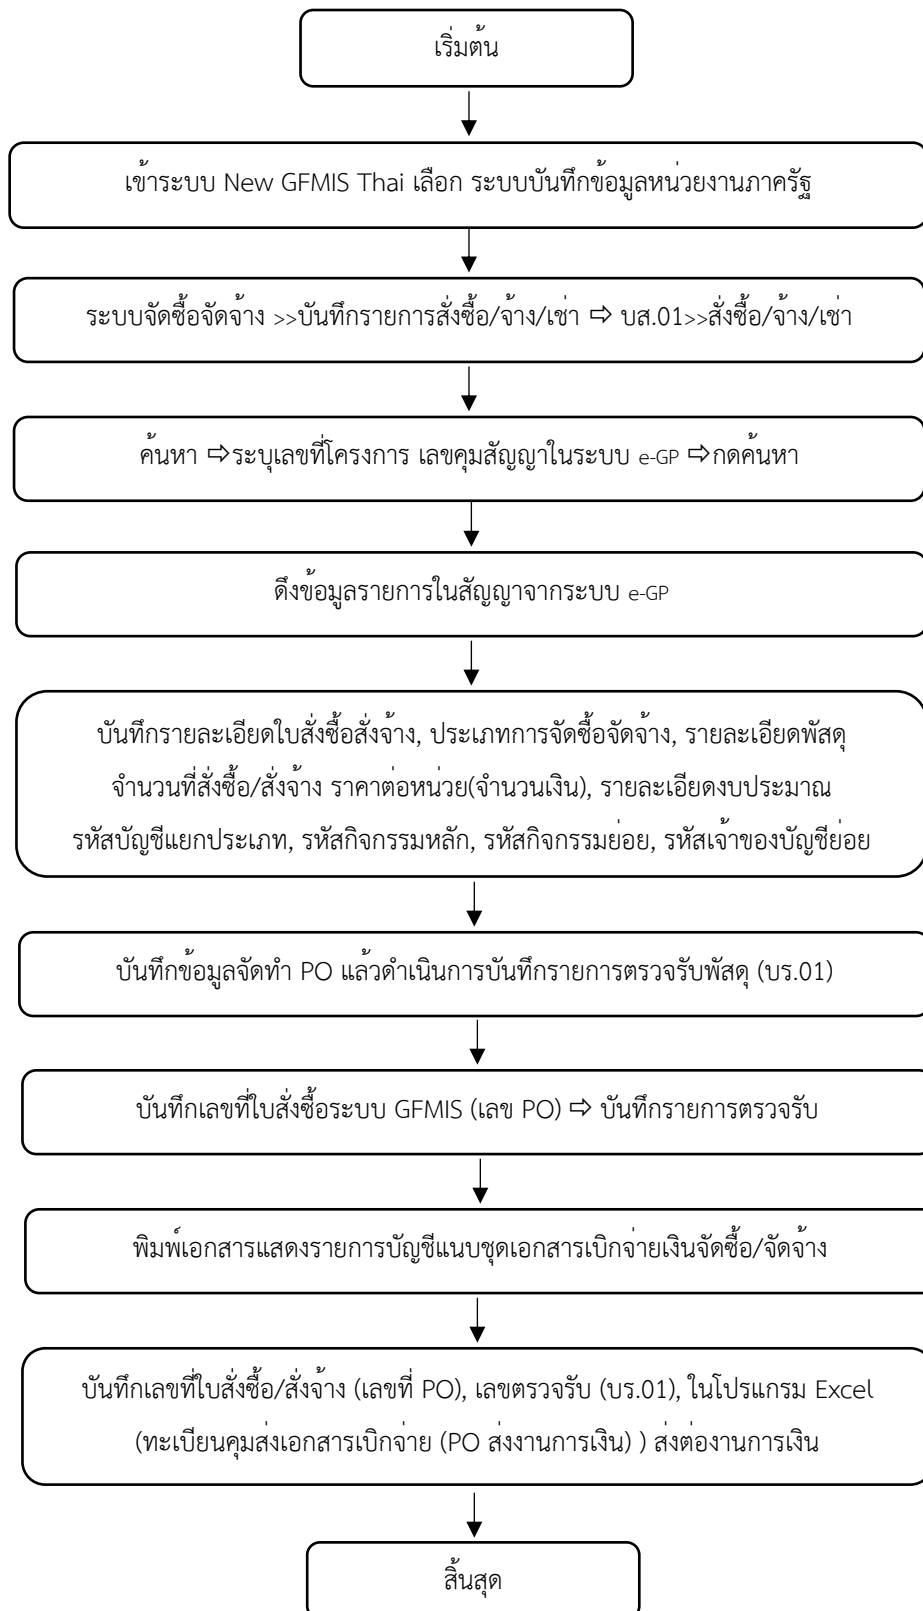 เริ่มต้น
เข้าระบบ New GFMIS Thai เลือก ระบบบันทึกข้อมูลหน่วยงานภาครัฐ
ระบบจัดซื้อจัดจ้าง >>บันทึกรายการสั่งซื้อ/จ้าง/เช่า ⇨ บส.01>>สั่งซื้อ/จ้าง/เช่า
ค้นหา ⇨ระบุเลขที่โครงการ เลขคุมสัญญาในระบบ e-GP ⇨กดค้นหา
ดึงข้อมูลรายการในสัญญาจากระบบ e-GP
บันทึกรายละเอียดใบสั่งซื้อสั่งจ้าง, ประเภทการจัดซื้อจัดจ้าง, รายละเอียดพัสดุ
จำนวนที่สั่งซื้อ/สั่งจ้าง ราคาต่อหน่วย(จำนวนเงิน), รายละเอียดงบประมาณ
รหัสบัญชีแยกประเภท, รหัสกิจกรรมหลัก, รหัสกิจกรรมย่อย, รหัสเจ้าของบัญชีย่อย
บันทึกข้อมูลจัดทำ PO แล้วดำเนินการบันทึกรายการตรวจรับพัสดุ (บร.01)
บันทึกเลขที่ใบสั่งซื้อระบบ GFMIS (เลข PO) ⇨ บันทึกรายการตรวจรับ
พิมพ์เอกสารแสดงรายการบัญชีแนบชุดเอกสารเบิกจ่ายเงินจัดซื้อ/จัดจ้าง
บันทึกเลขที่ใบสั่งซื้อ/สั่งจ้าง (เลขที่ PO), เลขตรวจรับ (บร.01), ในโปรแกรม Excel
(ทะเบียนคุมส่งเอกสารเบิกจ่าย (PO ส่งงานการเงิน) ) ส่งต่องานการเงิน
สิ้นสุด